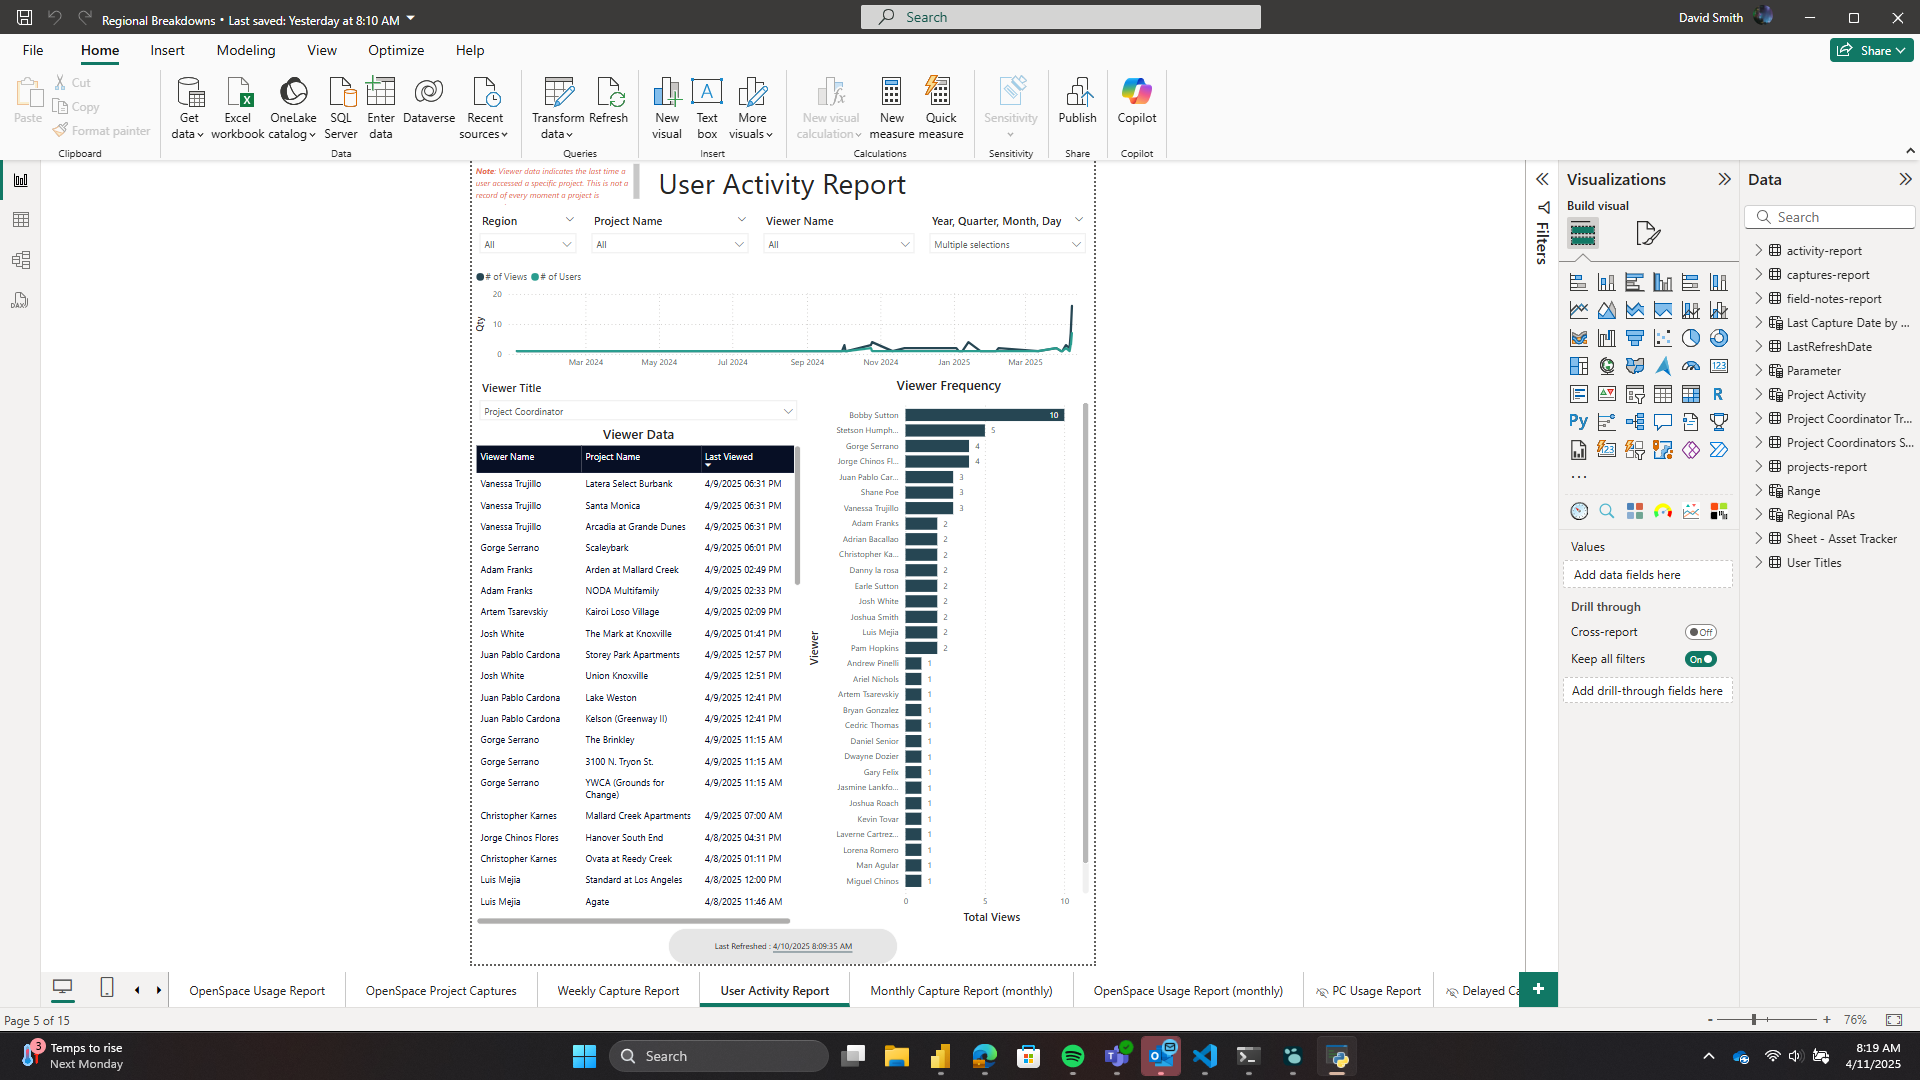 Regional Breakdowns • Last saved: Yesterday at 8:10 AM
Search
David Smith
File
Home
Insert
Modeling
View
Optimize
Help
Share
Paste
Cut
Copy
Format painter
Clipboard
Get data
Excel workbook
OneLake catalog
SQL Server
Enter data
Dataverse
Recent sources
Data
Transform data
Refresh
Queries
New visual
Text box
More visuals
Insert
New visual calculation
New measure
Quick measure
Calculations
Sensitivity
Sensitivity
Publish
Share
Copilot
Copilot
Note: Viewer data indicates the last time a
user accessed a specific project. This is not a
record of every moment a project is
User Activity Report
Region
Project Name
Viewer Name
Year, Quarter, Month, Day
All
All
All
Multiple selections
# of Views # of Users
Qty
20
10
0
Mar 2024 May 2024 Jul 2024 Sep 2024 Nov 2024 Jan 2025 Mar 2025
Viewer Title
Project Coordinator
Viewer Data
Viewer Name Project Name Last Viewed
Vanessa Trujillo Latera Select Burbank 4/9/2025 06:31 PM
Vanessa Trujillo Santa Monica 4/9/2025 06:31 PM
Vanessa Trujillo Arcadia at Grande Dunes 4/9/2025 06:31 PM
Gorge Serrano Scaleybark 4/9/2025 06:01 PM
Adam Franks Arden at Mallard Creek 4/9/2025 02:49 PM
Adam Franks NODA Multifamily 4/9/2025 02:33 PM
Artem Tsarevskiy Kairoi Loso Village 4/9/2025 02:09 PM
Josh White The Mark at Knoxville 4/9/2025 01:41 PM
Juan Pablo Cardona Storey Park Apartments 4/9/2025 12:57 PM
Josh White Union Knoxville 4/9/2025 12:51 PM
Juan Pablo Cardona Lake Weston 4/9/2025 12:41 PM
Juan Pablo Cardona Kelson (Greenway II) 4/9/2025 12:41 PM
Gorge Serrano The Brinkley 4/9/2025 11:15 AM
Gorge Serrano 3100 N. Tryon St. 4/9/2025 11:15 AM
Gorge Serrano YWCA (Grounds for Change) 4/9/2025 11:15 AM
Christopher Karnes Mallard Creek Apartments 4/9/2025 07:00 AM
Jorge Chinos Flores Hanover South End 4/8/2025 04:31 PM
Christopher Karnes Ovata at Reedy Creek 4/8/2025 01:11 PM
Luis Mejia Standard at Los Angeles 4/8/2025 12:00 PM
Luis Mejia Agate 4/8/2025 11:46 AM
Viewer Frequency
Viewer
Bobby Sutton 10
Stetson Humph... 5
Gorge Serrano 4
Jorge Chinos Fl... 4
Juan Pablo Car... 3
Shane Poe 3
Vanessa Trujillo 3
Adam Franks 2
Adrian Bacallao 2
Christopher Ka... 2
Danny la rosa 2
Earle Sutton 2
Josh White 2
Joshua Smith 2
Luis Mejia 2
Pam Hopkins 2
Andrew Pinelli 1
Ariel Nichols 1
Artem Tsarevskiy 1
Bryan Gonzalez 1
Cedric Thomas 1
Daniel Senior 1
Dwayne Dozier 1
Gary Felix 1
Jasmine Lankfo... 1
Joshua Roach 1
Kevin Tovar 1
Laverne Cartrez... 1
Lorena Romero 1
Man Agular 1
Miguel Chinos 1
0 5 10
Total Views
Last Refreshed : 4/10/2025 8:09:35 AM
Filters
Visualizations
Build visual
Values
Add data fields here
Drill through
Cross-report Off
Keep all filters On
Add drill-through fields here
Data
Search
activity-report
captures-report
field-notes-report
Last Capture Date by ...
LastRefreshDate
Parameter
Project Activity
Project Coordinator Tr...
Project Coordinators S...
projects-report
Range
Regional PAs
Sheet - Asset Tracker
User Titles
OpenSpace Usage Report
OpenSpace Project Captures
Weekly Capture Report
User Activity Report
Monthly Capture Report (monthly)
OpenSpace Usage Report (monthly)
PC Usage Report
Delayed Ca
Page 5 of 15
76%
3
Temps to rise
Next Monday
Search
8:19 AM
4/11/2025